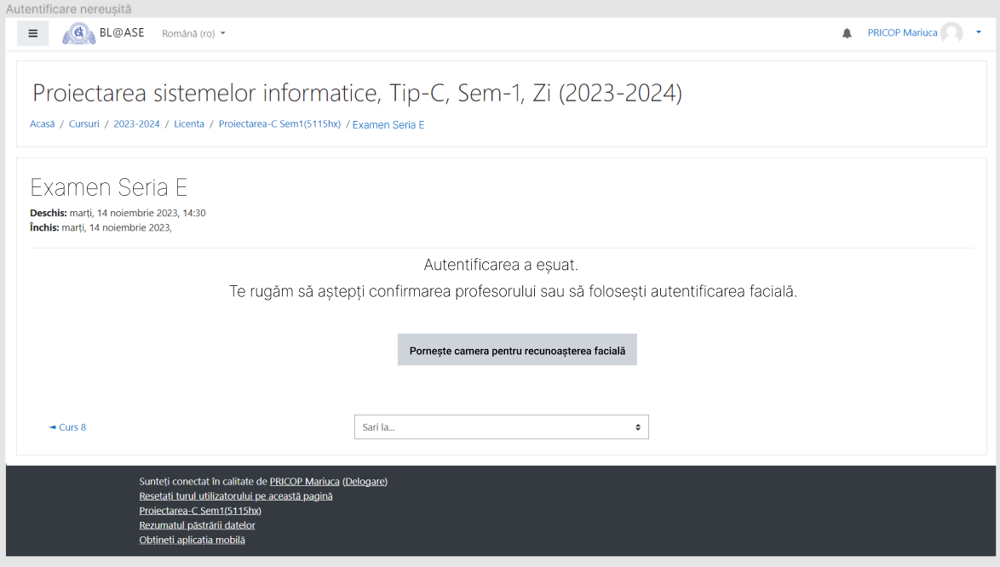 Autentificare nereușită
BL@ASE Română (ro) PRICOP Mariuca
Proiectarea sistemelor informatice, Tip-C, Sem-1, Zi (2023-2024)
Acasă / Cursuri / 2023-2024 / Licenta / Proiectarea-C Sem1(5115hx) / Examen Seria E
Examen Seria E
Deschis: marți, 14 noiembrie 2023, 14:30
Închis: marți, 14 noiembrie 2023,
Autentificarea a eșuat.
Te rugăm să aștepți confirmarea profesorului sau să folosești autentificarea facială.
Pornește camera pentru recunoașterea facială
◄ Curs 8
Sari la...
Sunteți conectat în calitate de PRICOP Mariuca (Delogare)
Resetați turul utilizatorului pe această pagină
Proiectarea-C Sem1(5115hx)
Rezumatul păstrării datelor
Obțineți aplicația mobilă